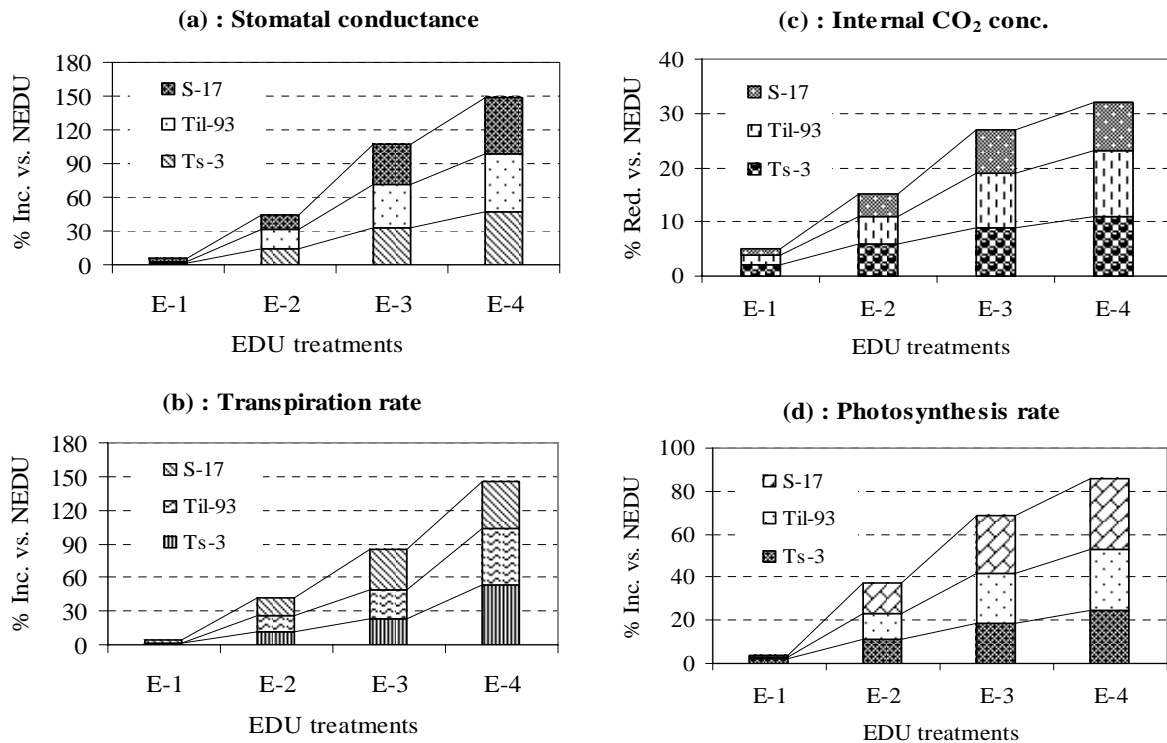 (a) : Stomatal conductance
% Inc. vs. NEDU
180
150
120
90
60
30
0
S-17
Til-93
Ts-3
E-1 E-2 E-3 E-4
EDU treatments
(c) : Internal CO₂ conc.
% Red. vs. NEDU
40
30
20
10
0
S-17
Til-93
Ts-3
E-1 E-2 E-3 E-4
EDU treatments
(b) : Transpiration rate
% Inc. vs. NEDU
180
150
120
90
60
30
0
S-17
Til-93
Ts-3
E-1 E-2 E-3 E-4
EDU treatments
(d) : Photosynthesis rate
% Inc. vs. NEDU
100
80
60
40
20
0
S-17
Til-93
Ts-3
E-1 E-2 E-3 E-4
EDU treatments